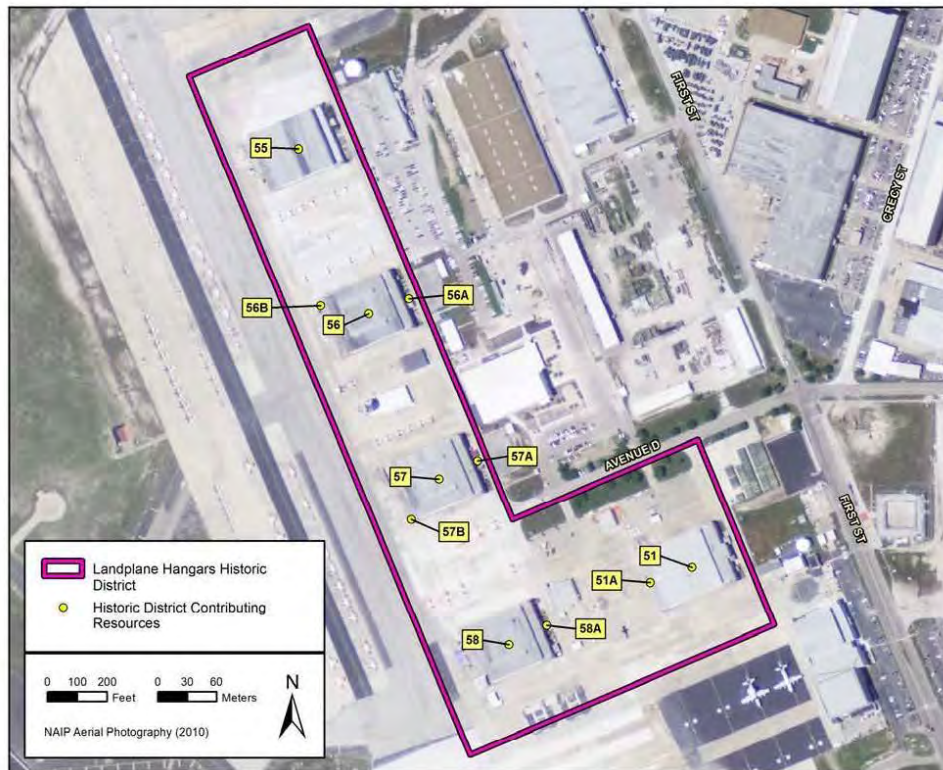 FIRST ST
CRECY ST
55
56B
56A
56
AVENUE D
57A
57
57B
FIRST ST
51
51A
58A
58
Landplane Hangars Historic
District
Historic District Contributing
Resources
0 100 200
Feet
0 30 60
Meters
N
NAIP Aerial Photography (2010)